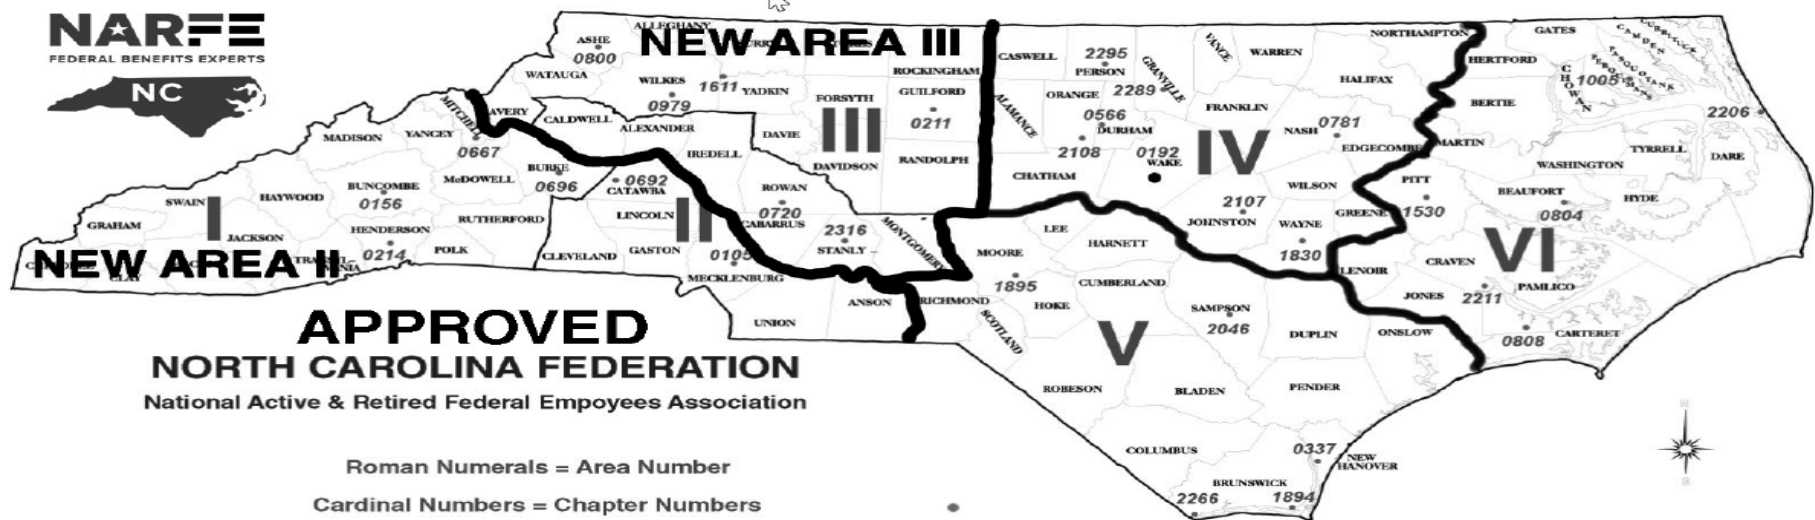 NARFE
FEDERAL BENEFITS EXPERTS
NC
NEW AREA III
ALLEGHANY
ASHE
0800
WATAUGA
WILKES
0979
1611
YADKIN
ROCKINGHAM
FORSYTH
GUILFORD
0211
III
DAVIE
DAVIDSON
RANDOLPH
CASWELL
2295
PERSON
GRANVILLE
VANCE
WARREN
NORTHAMPTON
HALIFAX
HERTFORD
GATES
CURRITUCK
CAMDEN
PASQUOTANK
PERQUIMANS
CHOWAN
1005
BERTIE
2206
ALAMANCE
ORANGE
2289
0566
DURHAM
2108
0192
WAKE
FRANKLIN
IV
NASH
0781
EDGECOMBE
MARTIN
WASHINGTON
TYRRELL
DARE
CHATHAM
MITCHELL
AVERY
CALDWELL
ALEXANDER
IREDELL
MADISON
YANCEY
0667
McDOWELL
BURKE
0696
0692
CATAWBA
ROWAN
0720
SWAIN
HAYWOOD
BUNCOMBE
0156
GRAHAM
I
JACKSON
HENDERSON
0214
POLK
RUTHERFORD
LINCOLN
II
CABARRUS
2316
STANLY
MONTGOMERY
GASTON
0105
CLEVELAND
MECKLENBURG
NEW AREA II.
CLAY
UNION
ANSON
RICHMOND
MOORE
1895
LEE
HARNETT
JOHNSTON
2107
WILSON
WAYNE
1830
GREENE
PITT
1530
BEAUFORT
0804
HYDE
VI
CRAVEN
LENOIR
JONES
2211
PAMLICO
CARTERET
0808
ONSLOW
CUMBERLAND
HOKE
SCOTLAND
SAMPSON
2046
DUPLIN
V
ROBESON
BLADEN
PENDER
COLUMBUS
0337
NEW
HANOVER
BRUNSWICK
2266
1894
APPROVED
NORTH CAROLINA FEDERATION
National Active & Retired Federal Empoyees Association
Roman Numerals = Area Number
Cardinal Numbers = Chapter Numbers